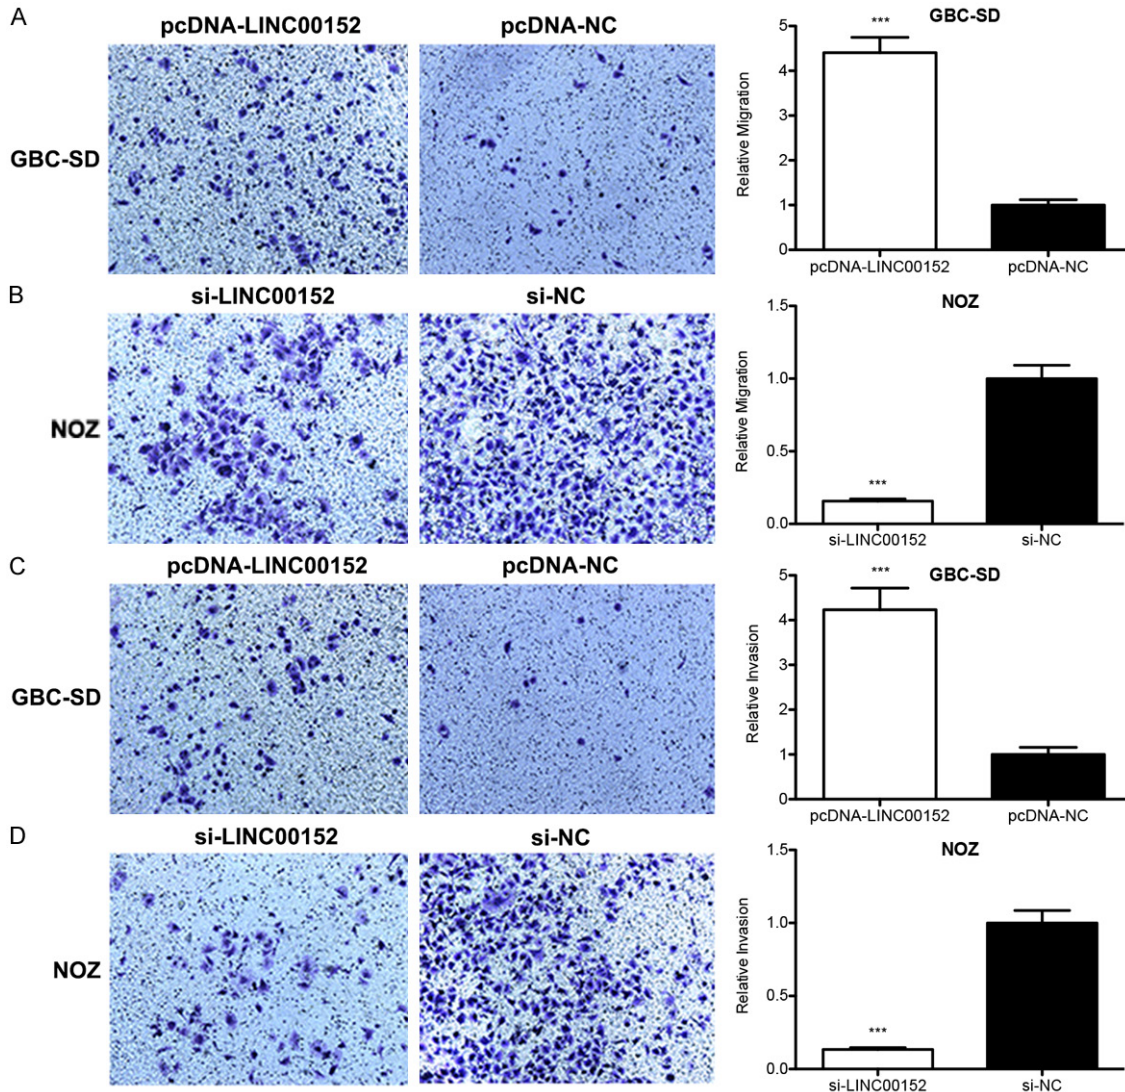 A
pcDNA-LINC00152
pcDNA-NC
GBC-SD
GBC-SD
***
Relative Migration
5
4
3
2
1
0
pcDNA-LINC00152
pcDNA-NC
B
si-LINC00152
si-NC
NOZ
NOZ
***
Relative Migration
1.5
1.0
0.5
0.0
si-LINC00152
si-NC
C
pcDNA-LINC00152
pcDNA-NC
GBC-SD
GBC-SD
***
Relative Invasion
5
4
3
2
1
0
pcDNA-LINC00152
pcDNA-NC
D
si-LINC00152
si-NC
NOZ
NOZ
***
Relative Invasion
1.5
1.0
0.5
0.0
si-LINC00152
si-NC